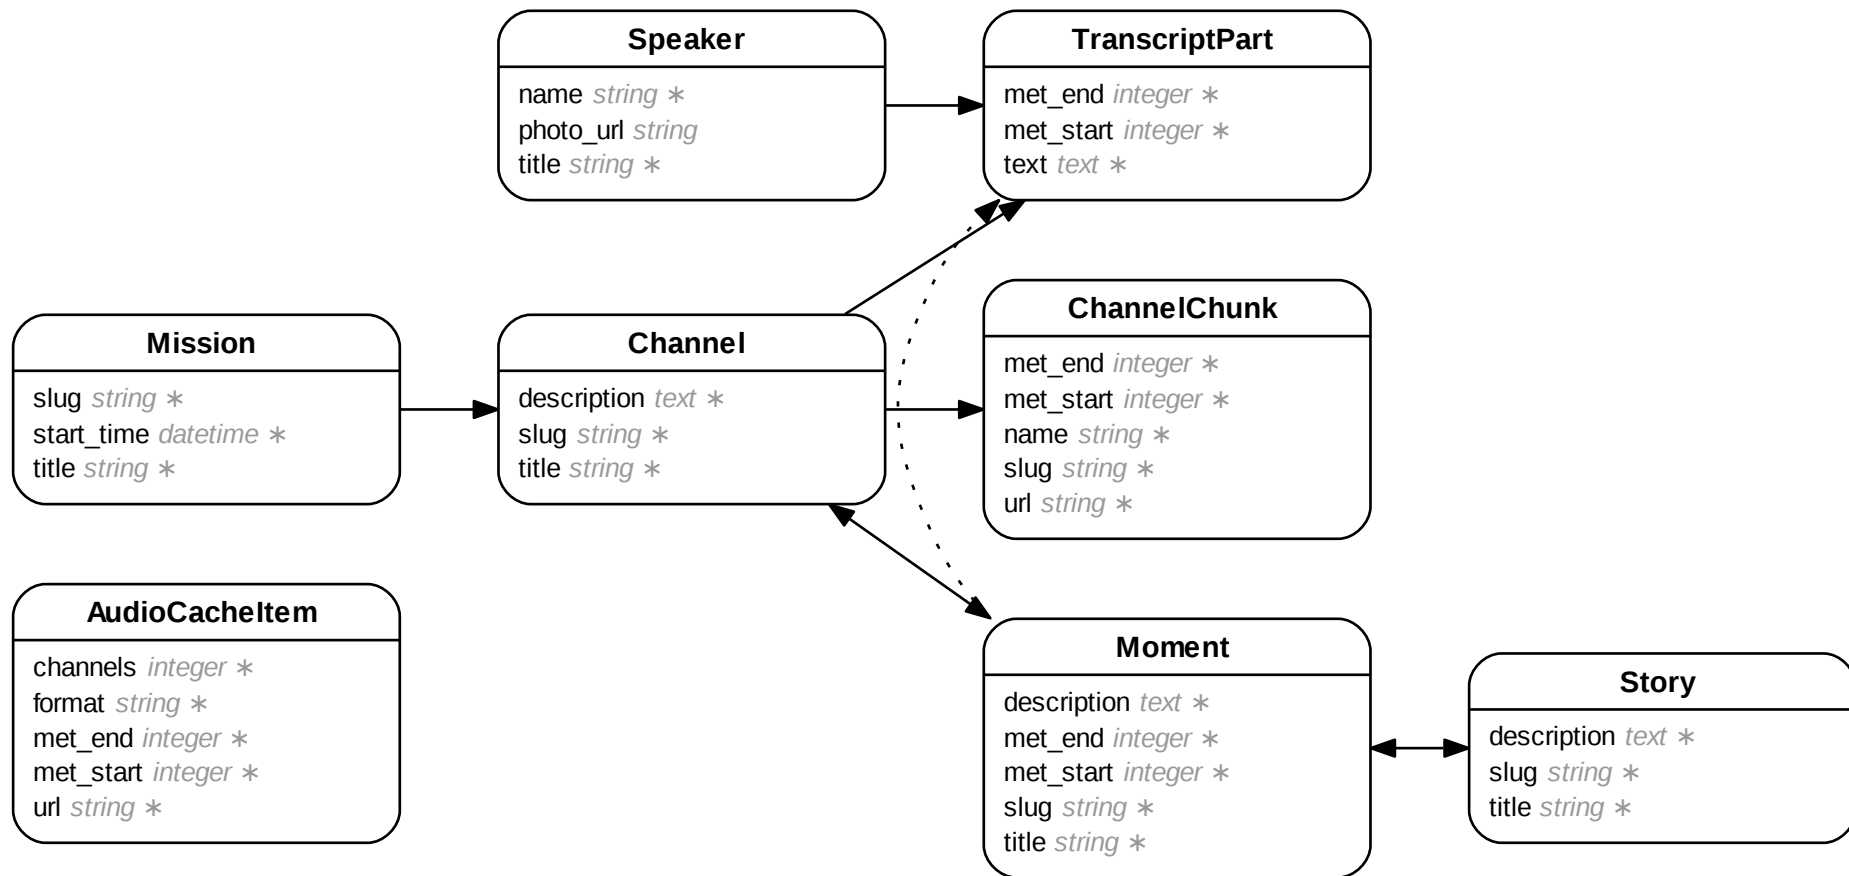 Speaker
name string ∗
photo_url string
title string ∗
TranscriptPart
met_end integer ∗
met_start integer ∗
text text ∗
Mission
slug string ∗
start_time datetime ∗
title string ∗
Channel
description text ∗
slug string ∗
title string ∗
ChannelChunk
met_end integer ∗
met_start integer ∗
name string ∗
slug string ∗
url string ∗
AudioCacheItem
channels integer ∗
format string ∗
met_end integer ∗
met_start integer ∗
url string ∗
Moment
description text ∗
met_end integer ∗
met_start integer ∗
slug string ∗
title string ∗
Story
description text ∗
slug string ∗
title string ∗